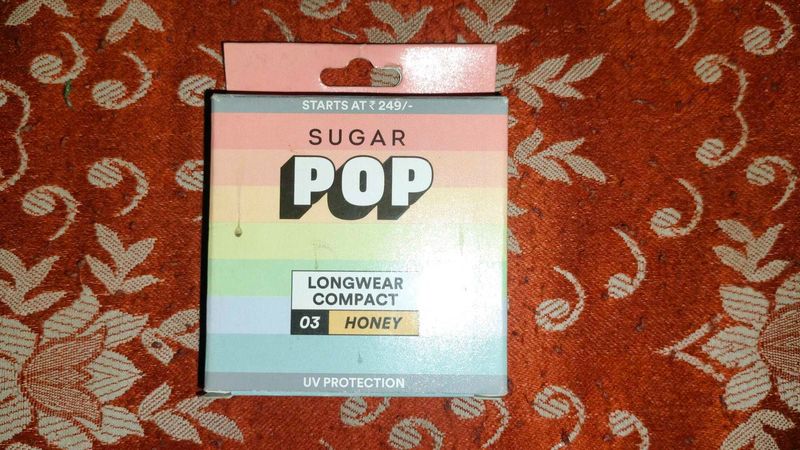 STARTS AT ₹ 249/-
SUGAR
POP
LONGWEAR
COMPACT
03 HONEY
UV PROTECTION